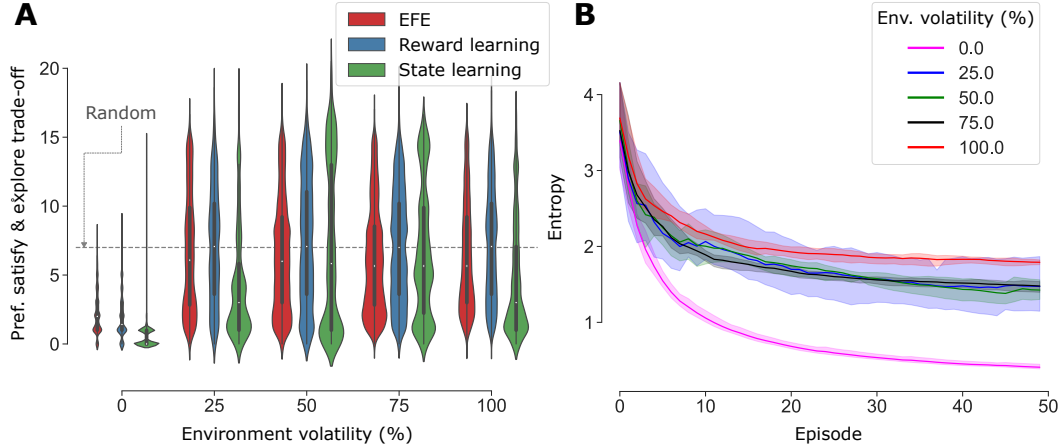 A
EFE
Reward learning
State learning
Pref. satisfy & explore trade-off
20
15
10
5
0
Random
0
25
50
75
100
Environment volatility (%)
B
Env. volatility (%)
0.0
25.0
50.0
75.0
100.0
Entropy
4
3
2
1
0
10
20
30
40
50
Episode